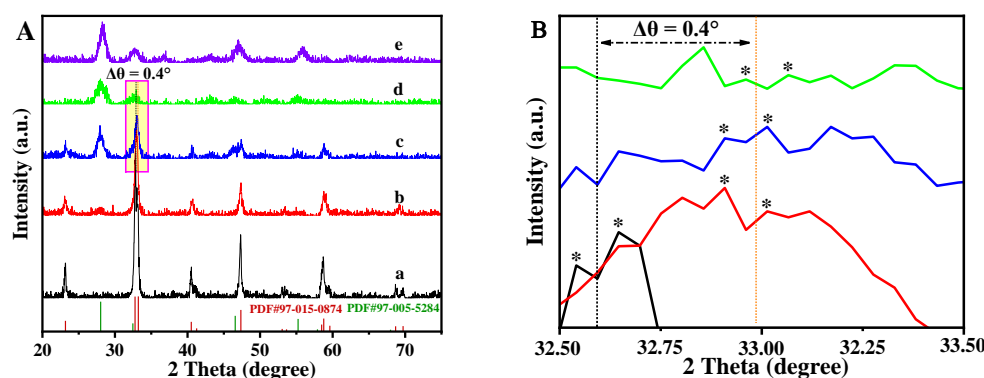 A
e
Δθ = 0.4°
d
c
b
a
PDF#97-015-0874 PDF#97-005-5284
20 30 40 50 60 70
2 Theta (degree)
Intensity (a.u.)
B
Δθ = 0.4°
* *
* *
* *
* *
32.50 32.75 33.00 33.25 33.50
2 Theta (degree)
Intensity (a.u.)